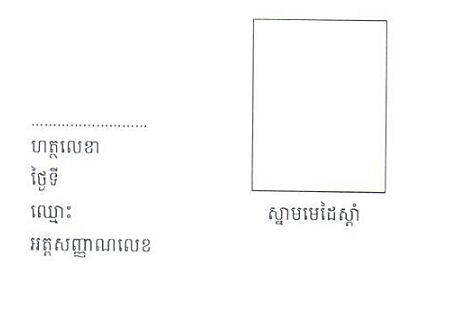 ............................
ហត្ថលេខា
ថ្ងៃទី
ឈ្មោះ
អត្តសញ្ញាណលេខ
ស្នាមមេដៃស្តាំ